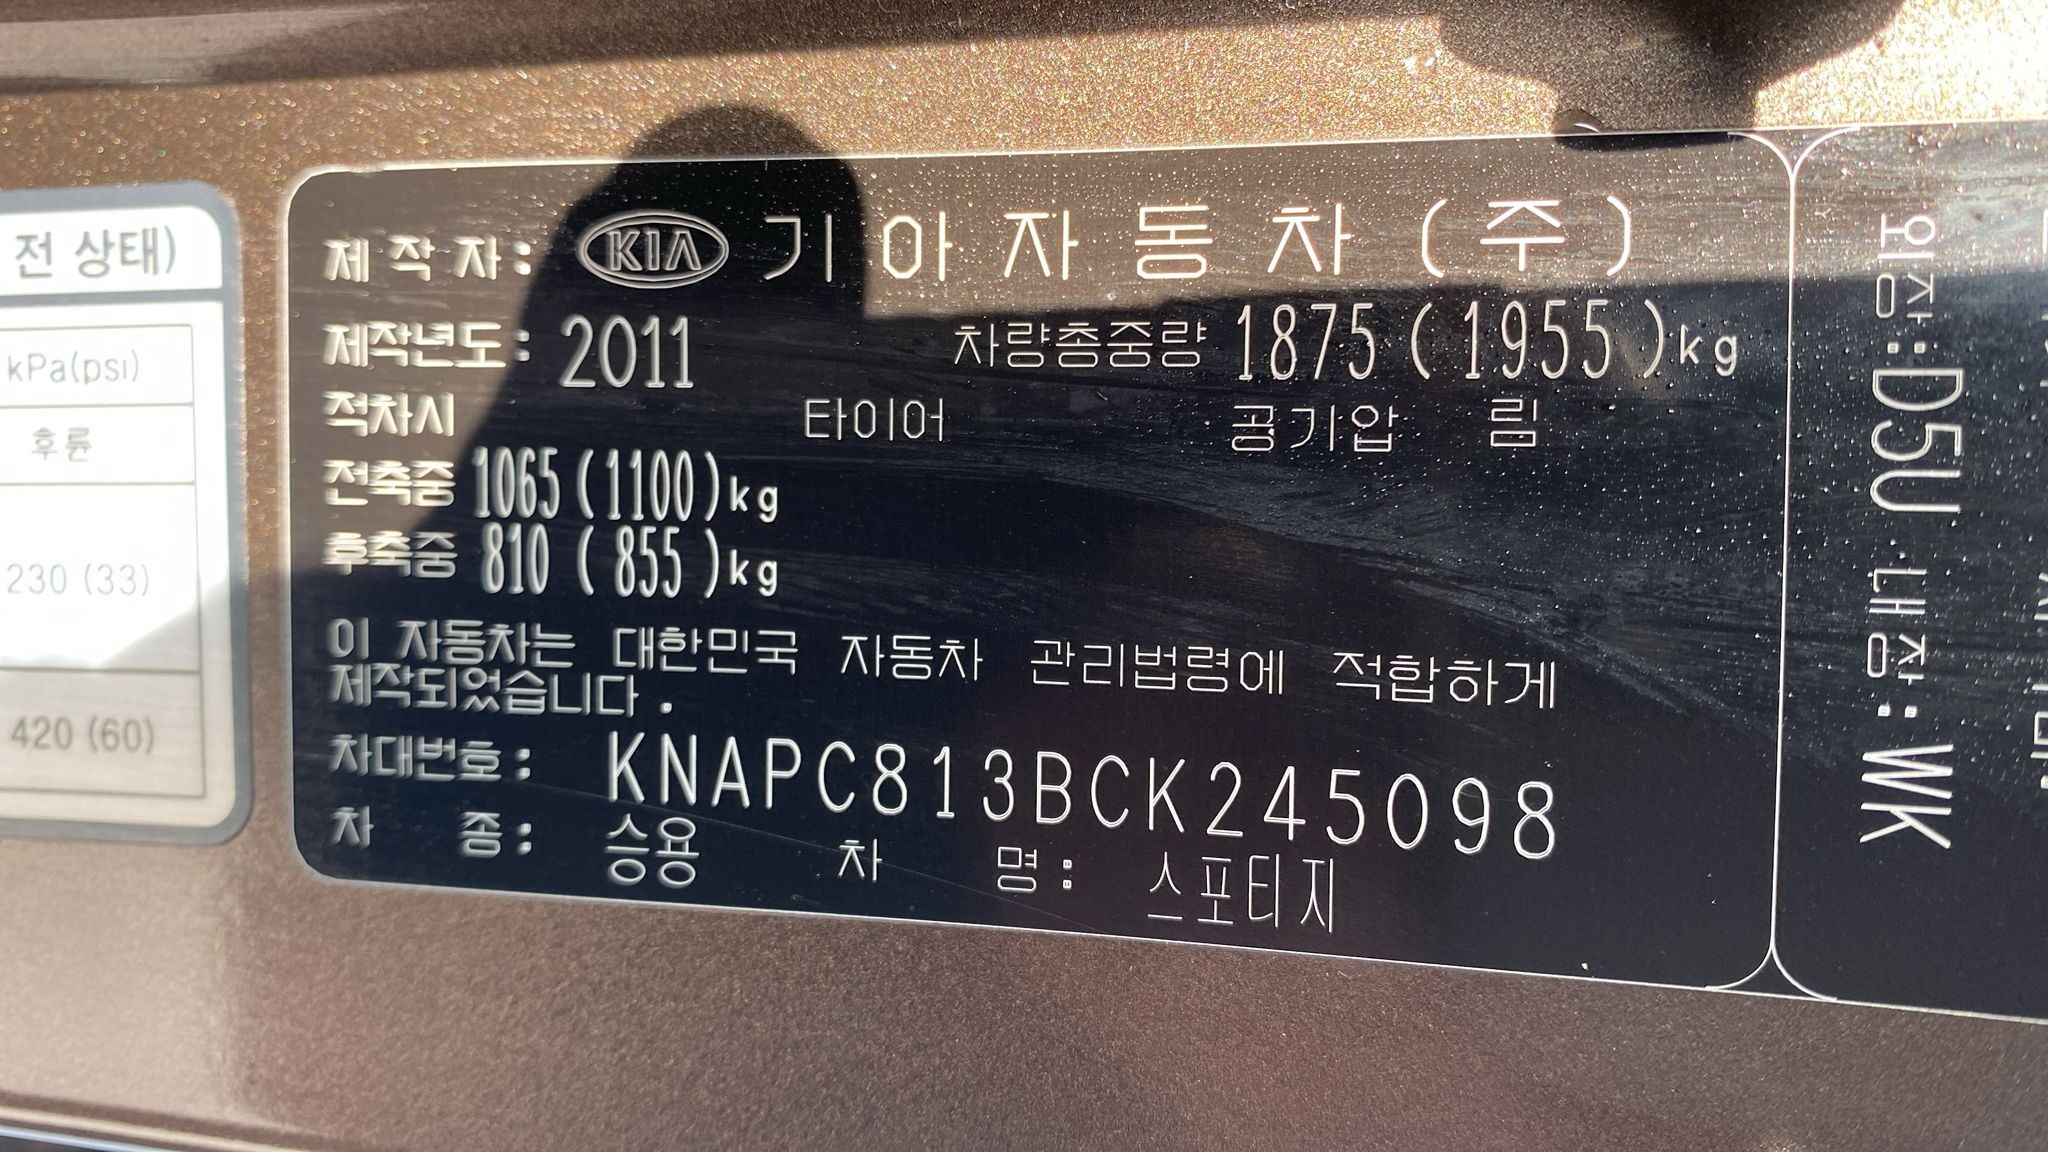 전 상태)
kPa(psi)
후륜
230 (33)
420 (60)
제작자: KIA 기아자동차(주)
제작년도: 2011 차량총중량 1875(1955)kg
적차시 타이어 공기압 림
전축중 1065(1100)kg
후축중 810 (855)kg
이 자동차는 대한민국 자동차 관리법령에 적합하게
제작되었습니다.
차대번호: KNAPC813BCK245098
차 종: 승용 차 명: 스포티지
외장:D5U 내장:WK